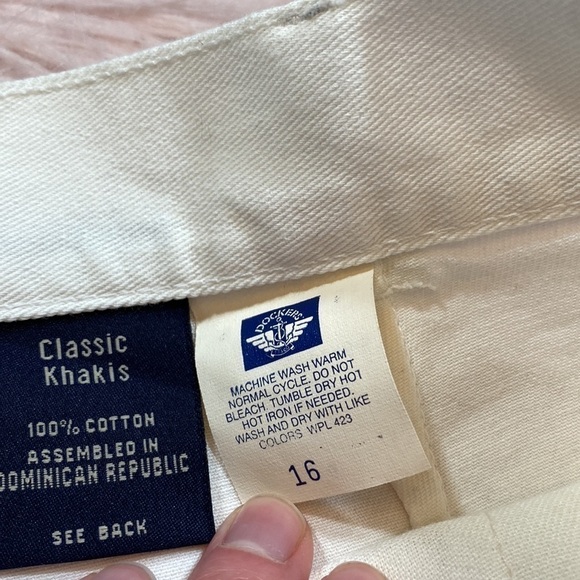 Classic
Khakis
100% COTTON
ASSEMBLED IN
DOMINICAN REPUBLIC
SEE BACK
DOCKERS
MACHINE WASH WARM
NORMAL CYCLE. DO NOT
BLEACH. TUMBLE DRY HOT
HOT IRON IF NEEDED.
WASH AND DRY WITH LIKE
COLORS WPL 423
16